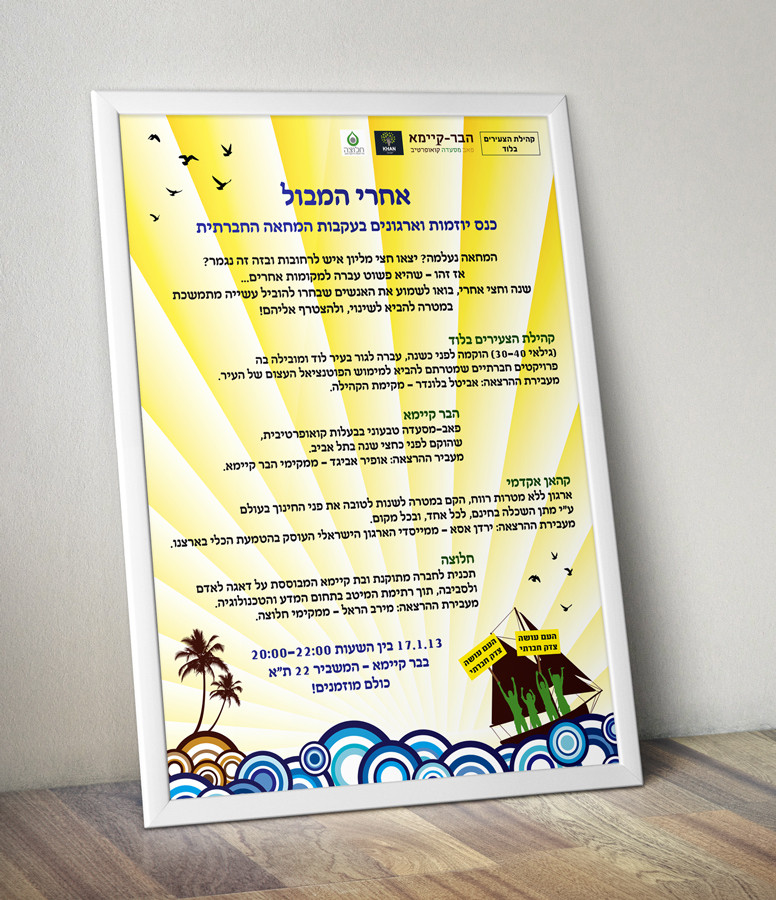 קהילת הצעירים
בלוד
הבר-קיימא
פאב מסעדה קואופרטיב
KHAN
חלוצה
אחרי המבול
כנס יוזמות וארגונים בעקבות המחאה החברתית
המחאה נעלמה? יצאו חצי מליון איש לרחובות ובזה זה נגמר?
אז זהו – שהיא פשוט עברה למקומות אחרים...
שנה וחצי אחרי, בואו לשמוע את האנשים שבחרו להוביל עשייה מתמשכת
במטרה להביא לשינוי, ולהצטרף אליהם!
קהילת הצעירים בלוד
(גילאי 30-40) הוקמה לפני כשנה, עברה לגור בעיר לוד ומובילה בה
פרויקטים חברתיים שמטרתם להביא למימוש הפוטנציאל העצום של העיר.
מעבירת ההרצאה: אביטל בלונדר – מקימת הקהילה.
הבר קיימא
פאב-מסעדה טבעוני בבעלות קואופרטיבית,
שהוקם לפני כחצי שנה בתל אביב.
מעביר ההרצאה: אופיר אביגד – ממקימי הבר קיימא.
קהאן אקדמי
ארגון ללא מטרות רווח, הקם במטרה לשנות לטובה את פני החינוך בעולם
ע"י מתן השכלה בחינם, לכל אחד, ובכל מקום.
מעבירת ההרצאה: ירדן אסא – ממייסדי הארגון הישראלי העוסק בהטמעת הכלי בארצנו.
חלוצה
תכנית לחברה מתוקנת ובת קיימא המבוססת על דאגה לאדם
ולסביבה, תוך רתימת המיטב בתחום המדע והטכנולוגיה.
מעבירת ההרצאה: מירב הראל – ממקימי חלוצה.
17.1.13 בין השעות 20:00-22:00
בבר קיימא – המשביר 22 ת"א
כולם מוזמנים!
העם עושה
צדק חברתי
העם עושה
צדק חברתי